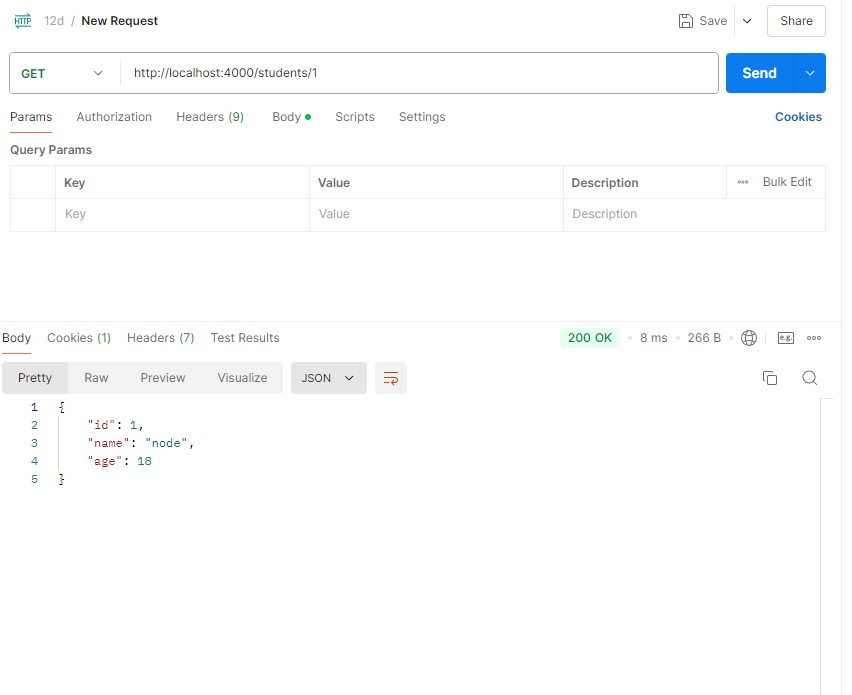 HTTP 12d / New Request Save Share
GET http://localhost:4000/students/1 Send
Params Authorization Headers (9) Body Scripts Settings Cookies
Query Params
Key Value Description Bulk Edit
Key Value Description
Body Cookies (1) Headers (7) Test Results 200 OK 8 ms 266 B e.g.
Pretty Raw Preview Visualize JSON
1 {
2 "id": 1,
3 "name": "node",
4 "age": 18
5 }